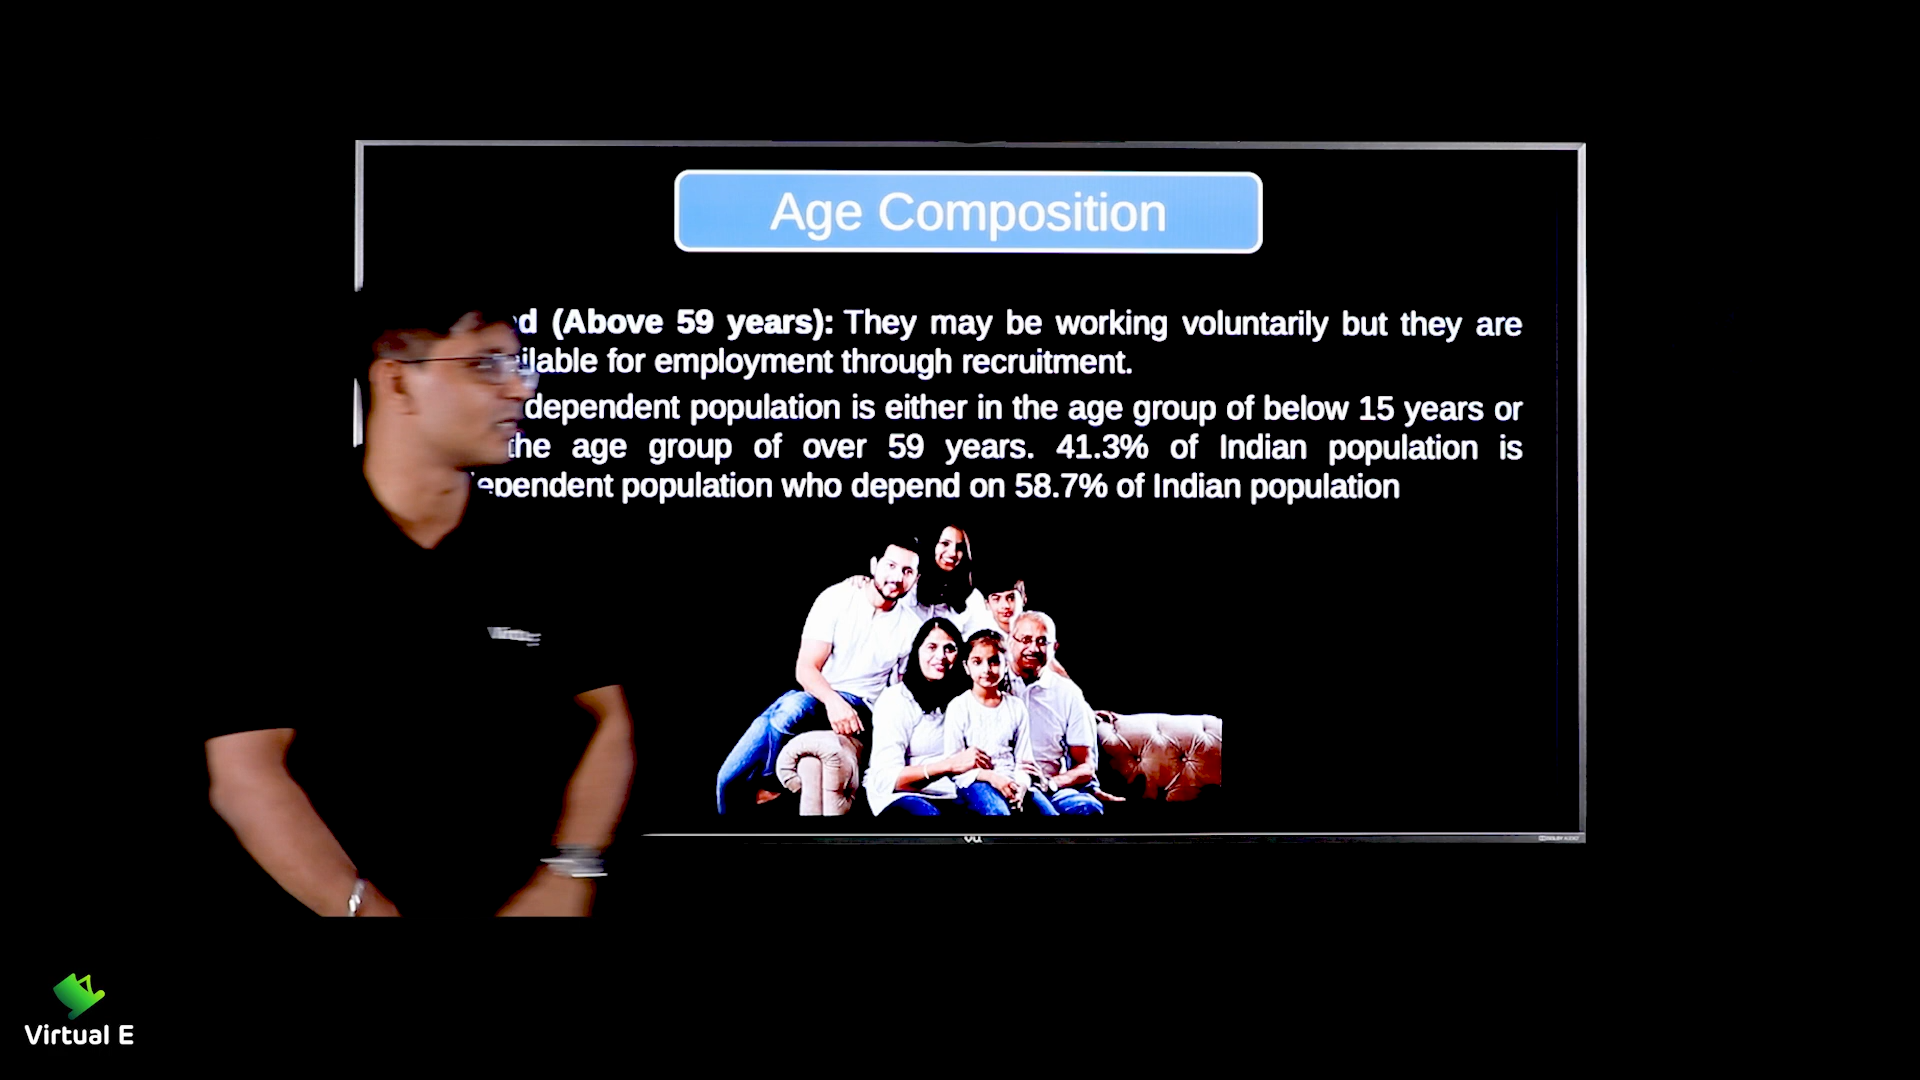 Age Composition
(Above 59 years): They may be working voluntarily but they are
for employment through recruitment.
dependent population is either in the age group of below 15 years or
the age group of over 59 years. 41.3% of Indian population is
dependent population who depend on 58.7% of Indian population
Virtual E